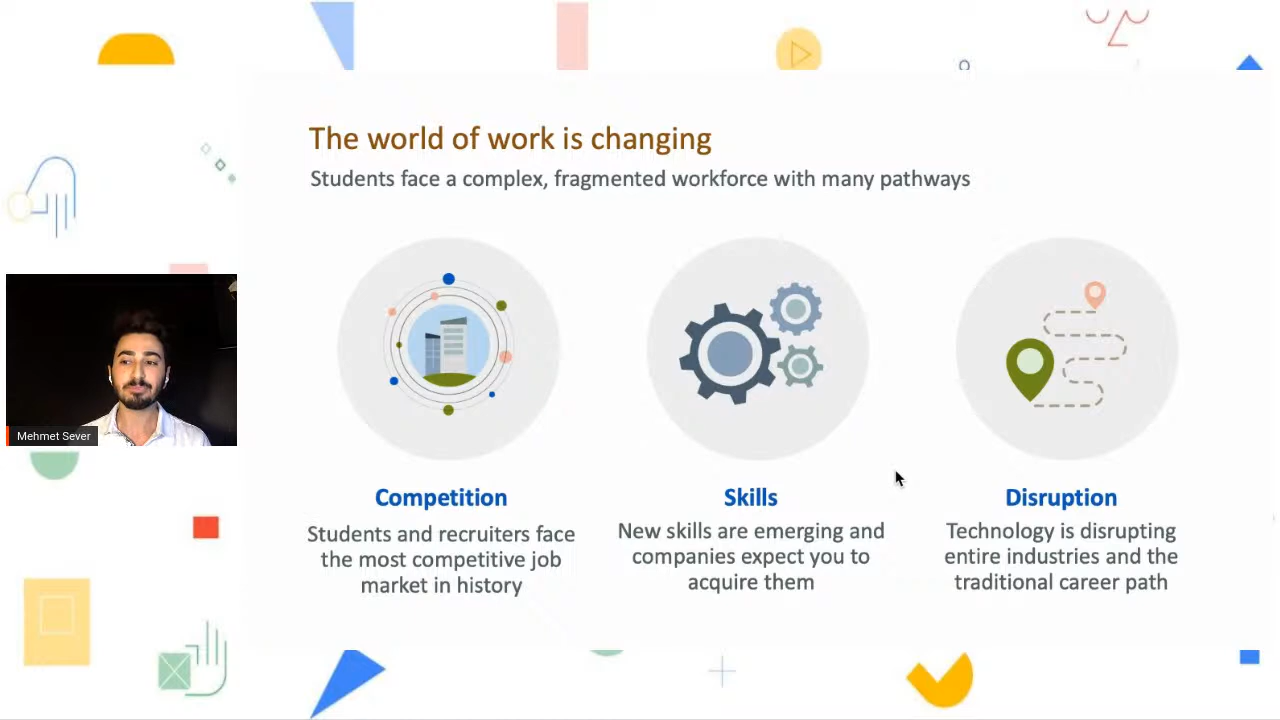 The world of work is changing
Students face a complex, fragmented workforce with many pathways
Mehmet Sever
Competition
Students and recruiters face
the most competitive job
market in history
Skills
New skills are emerging and
companies expect you to
acquire them
Disruption
Technology is disrupting
entire industries and the
traditional career path